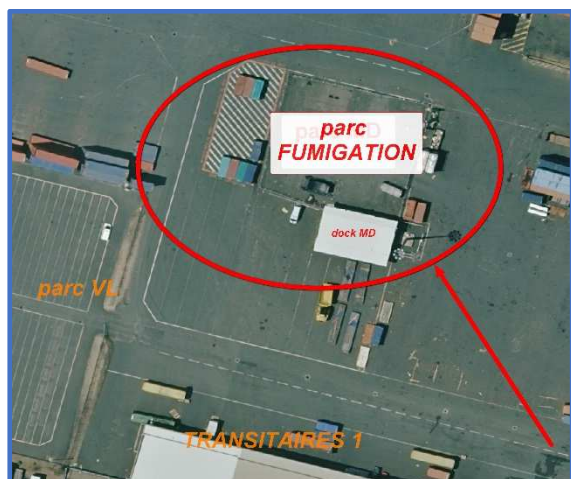 parc
FUMIGATION
dock MD
parc VL
TRANSITAIRES 1